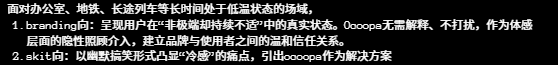 面对办公室、地铁、长途列车等长时间处于低温状态的场域，
1.branding向：呈现用户在“非极端却持续不适”中的真实状态。Ooooopa无需解释、不打扰，作为体感
层面的隐性照顾介入，建立品牌与使用者之间的温和信任关系。
2.skit向：以幽默搞笑形式凸显“冷感”的痛点，引出ooooopa作为解决方案